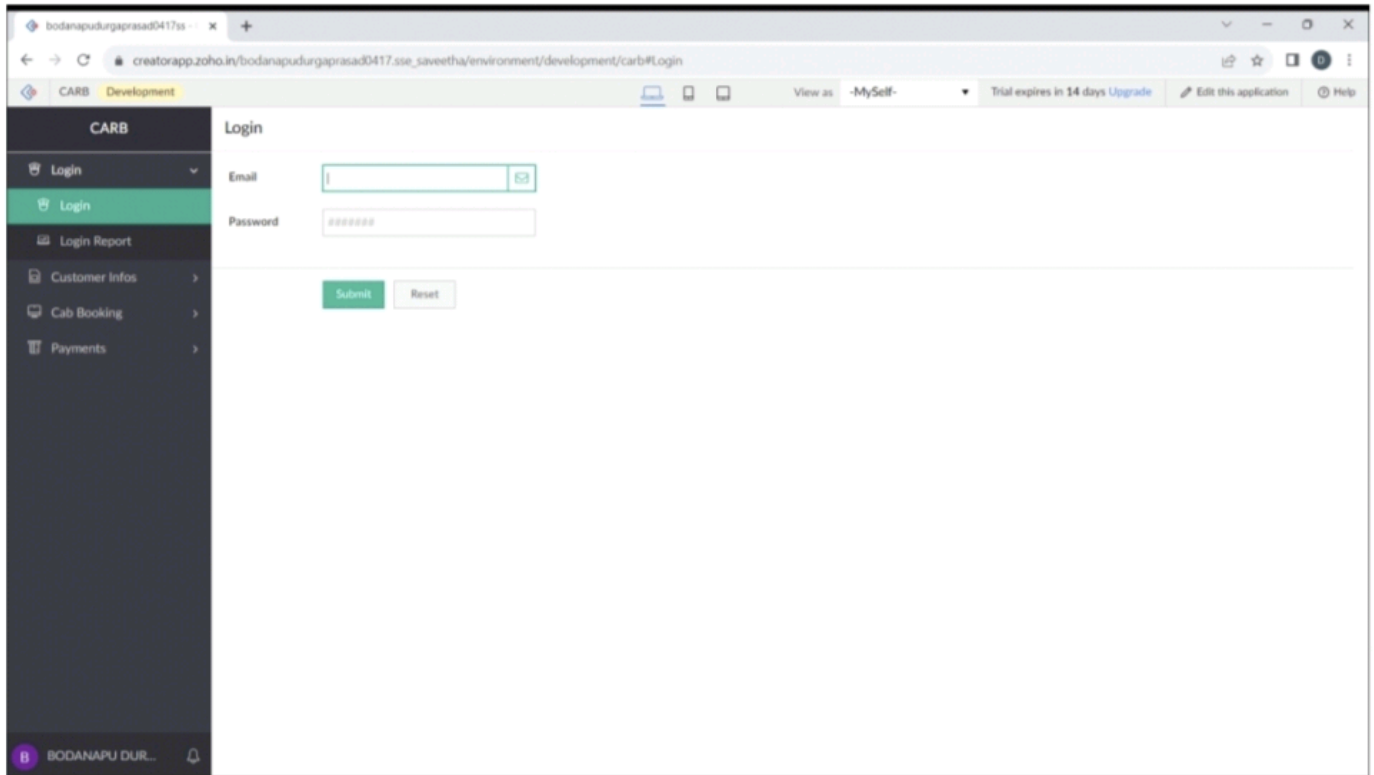 bodanapudurgaprasad0417ss -
creatorapp.zoho.in/bodanapudurgaprasad0417.sse_saveetha/environment/development/carb#Login
D
CARB Development View as -MySelf- Trial expires in 14 days Upgrade Edit this application Help
CARB
Login
Login
Login Report
Customer Infos
Cab Booking
Payments
B BODANAPU DUR...
Login
Email
Password #######
Submit Reset